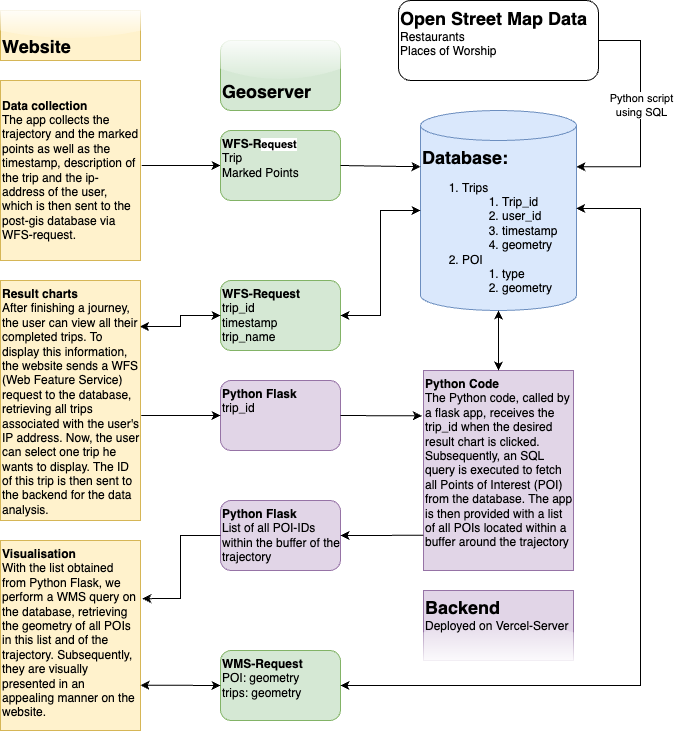 Website
Data collection
The app collects the
trajectory and the marked
points as well as the
timestamp, description of
the trip and the ip-
address of the user,
which is then sent to the
post-gis database via
WFS-request.
Result charts
After finishing a journey,
the user can view all their
completed trips. To
display this information,
the website sends a WFS
(Web Feature Service)
request to the database,
retrieving all trips
associated with the user's
IP address. Now, the user
can select one trip he
wants to display. The ID
of this trip is then sent to
the backend for the data
analysis.
Visualisation
With the list obtained
from Python Flask, we
perform a WMS query on
the database, retrieving
the geometry of all POIs
in this list and of the
trajectory. Subsequently,
they are visually
presented in an
appealing manner on the
website.
Geoserver
WFS-Request
Trip
Marked Points
WFS-Request
trip_id
timestamp
trip_name
Python Flask
trip_id
Python Flask
List of all POI-IDs
within the buffer of the
trajectory
WMS-Request
POI: geometry
trips: geometry
Open Street Map Data
Restaurants
Places of Worship
Python script
using SQL
Database:
1. Trips
1. Trip_id
2. user_id
3. timestamp
4. geometry
2. POI
1. type
2. geometry
Python Code
The Python code, called by
a flask app, receives the
trip_id when the desired
result chart is clicked.
Subsequently, an SQL
query is executed to fetch
all Points of Interest (POI)
from the database. The app
is then provided with a list
of all POIs located within a
buffer around the trajectory
Backend
Deployed on Vercel-Server